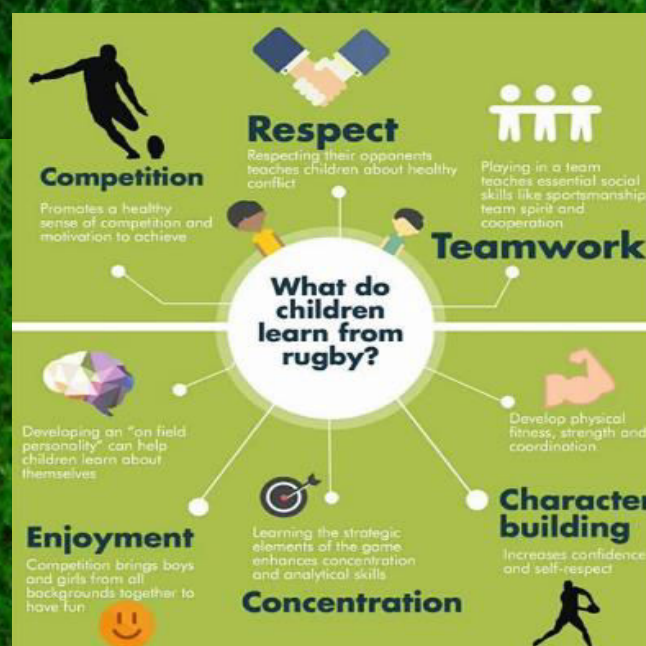 Competition
Promotes a healthy
sense of competition and
motivation to achieve
Respect
Respecting their opponents
teaches children about healthy
conflict
Playing in a team
teaches essential social
skills like sportsmanship
team spirit and
cooperation
Teamwork
What do
children
learn from
rugby?
Developing an "on field
personality" can help
children learn about
themselves
Enjoyment
Competition brings boys
and girls from all
backgrounds together to
have fun
Learning the strategic
elements of the game
enhances concentration
and analytical skills
Concentration
Develop physical
fitness, strength and
coordination
Character
building
Increases confidence
and self-respect